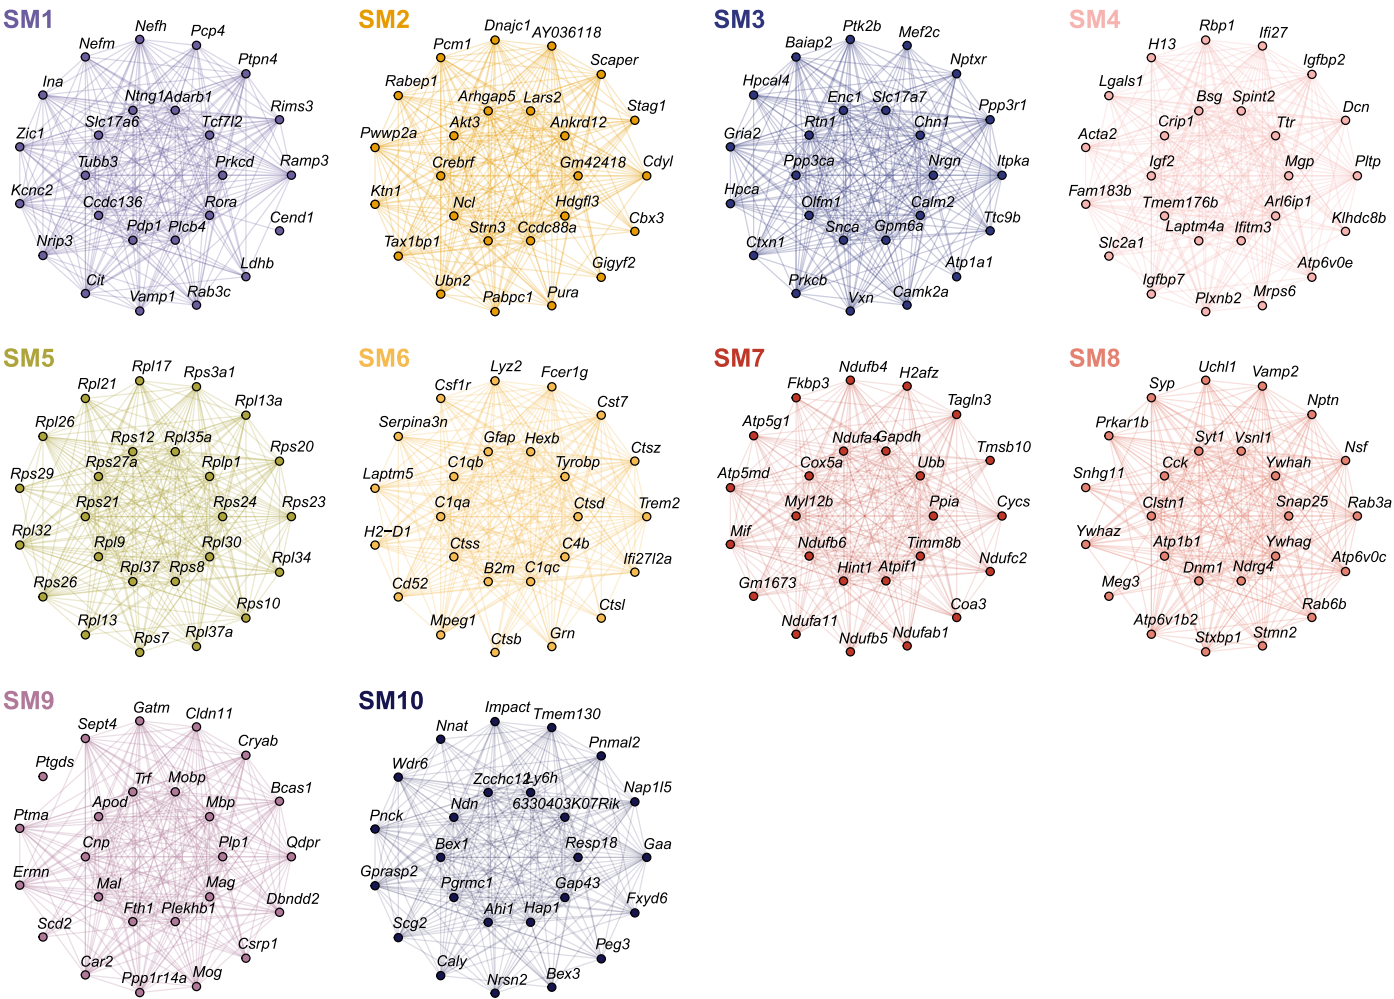 SM1
Nefh
Pcp4
Nefm
Ptpn4
Ina
Rims3
Ntng1
Adarb1
Slc17a6
Tcf7l2
Zic1
Tubb3
Prkcd
Ramp3
Kcnc2
Ccdc136
Rora
Cend1
Pdp1
Plcb4
Nrip3
Ldhb
Cit
Rab3c
Vamp1
SM2
Dnajc1
AY036118
Pcm1
Scaper
Rabep1
Stag1
Arhgap5
Lars2
Akt3
Ankrd12
Pwwp2a
Crebrf
Gm42418
Cdyl
Ktn1
Ncl
Hdgfl3
Cbx3
Strn3
Ccdc88a
Tax1bp1
Gigyf2
Ubn2
Pura
Pabpc1
SM3
Ptk2b
Mef2c
Baiap2
Nptxr
Hpcal4
Ppp3r1
Enc1
Slc17a7
Rtn1
Chn1
Gria2
Ppp3ca
Nrgn
Itpka
Hpca
Olfm1
Calm2
Ttc9b
Snca
Gpm6a
Ctxn1
Atp1a1
Prkcb
Camk2a
Vxn
SM4
Rbp1
Ifi27
H13
Igfbp2
Lgals1
Dcn
Bsg
Spint2
Crip1
Ttr
Acta2
Igf2
Mgp
Pltp
Fam183b
Tmem176b
Arl6ip1
Klhdc8b
Laptm4a
Ifitm3
Slc2a1
Atp6v0e
Igfbp7
Mrps6
Plxnb2
SM5
Rpl17
Rps3a1
Rpl21
Rpl13a
Rpl26
Rps20
Rps12
Rpl35a
Rps27a
Rplp1
Rps29
Rps21
Rps24
Rps23
Rpl32
Rpl9
Rpl30
Rpl34
Rpl37
Rps8
Rps26
Rps10
Rpl13
Rpl37a
Rps7
SM6
Lyz2
Fcer1g
Csf1r
Cst7
Serpina3n
Ctsz
Gfap
Hexb
C1qb
Tyrobp
Laptm5
C1qa
Ctsd
Trem2
H2−D1
Ctss
C4b
Ifi27l2a
B2m
C1qc
Cd52
Ctsl
Mpeg1
Grn
Ctsb
SM7
Ndufb4
H2afz
Fkbp3
Tagln3
Atp5g1
Tmsb10
Ndufa4
Gapdh
Cox5a
Ubb
Atp5md
Myl12b
Ppia
Cycs
Mif
Ndufb6
Timm8b
Ndufc2
Hint1
Atpif1
Gm1673
Coa3
Ndufa11
Ndufab1
Ndufb5
SM8
Uchl1
Vamp2
Syp
Nptn
Prkar1b
Nsf
Syt1
Vsnl1
Cck
Ywhah
Snhg11
Clstn1
Snap25
Rab3a
Ywhaz
Atp1b1
Ywhag
Atp6v0c
Dnm1
Ndrg4
Meg3
Rab6b
Atp6v1b2
Stmn2
Stxbp1
SM9
Gatm
Cldn11
Sept4
Cryab
Ptgds
Bcas1
Trf
Mobp
Apod
Mbp
Ptma
Cnp
Plp1
Qdpr
Ermn
Mal
Mag
Dbndd2
Fth1
Plekhb1
Scd2
Csrp1
Car2
Mog
Ppp1r14a
SM10
Impact
Tmem130
Nnat
Pnmal2
Wdr6
Nap1l5
Zcchc12
Ly6h
Ndn
6330403K07Rik
Pnck
Bex1
Resp18
Gaa
Gprasp2
Pgrmc1
Gap43
Fxyd6
Ahi1
Hap1
Scg2
Peg3
Caly
Bex3
Nrsn2